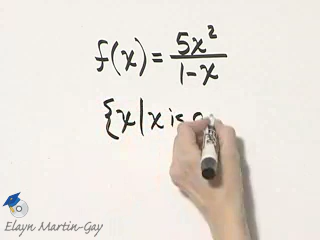 f(x) = 5x²/(1-x)
{x|x is
Elayn Martin-Gay